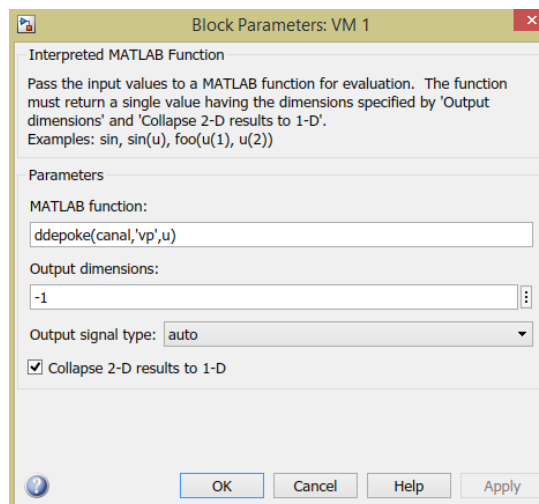 Block Parameters: VM 1
Interpreted MATLAB Function
Pass the input values to a MATLAB function for evaluation. The function
must return a single value having the dimensions specified by 'Output
dimensions' and 'Collapse 2-D results to 1-D'.
Examples: sin, sin(u), foo(u(1), u(2))
Parameters
MATLAB function:
ddepoke(canal,'vp',u)
Output dimensions:
-1
Output signal type: auto
Collapse 2-D results to 1-D
OK Cancel Help Apply